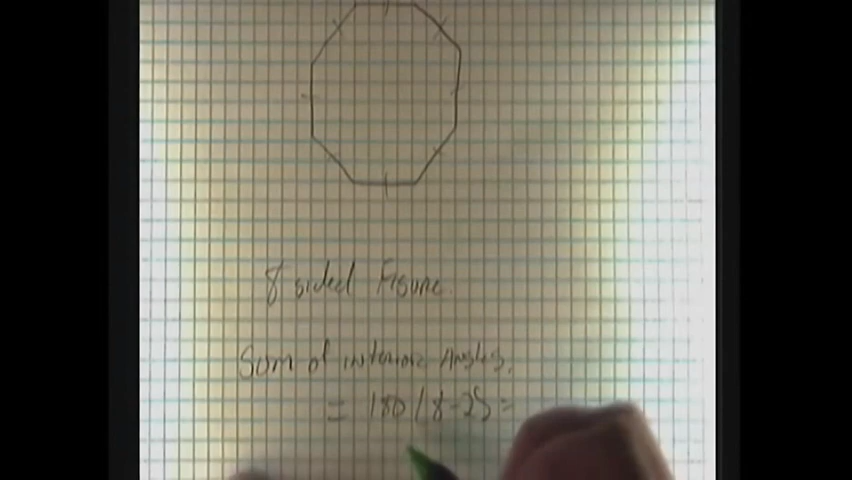 8 sided Figure.
Sum of interior Angles.
= 180 (8-2) =